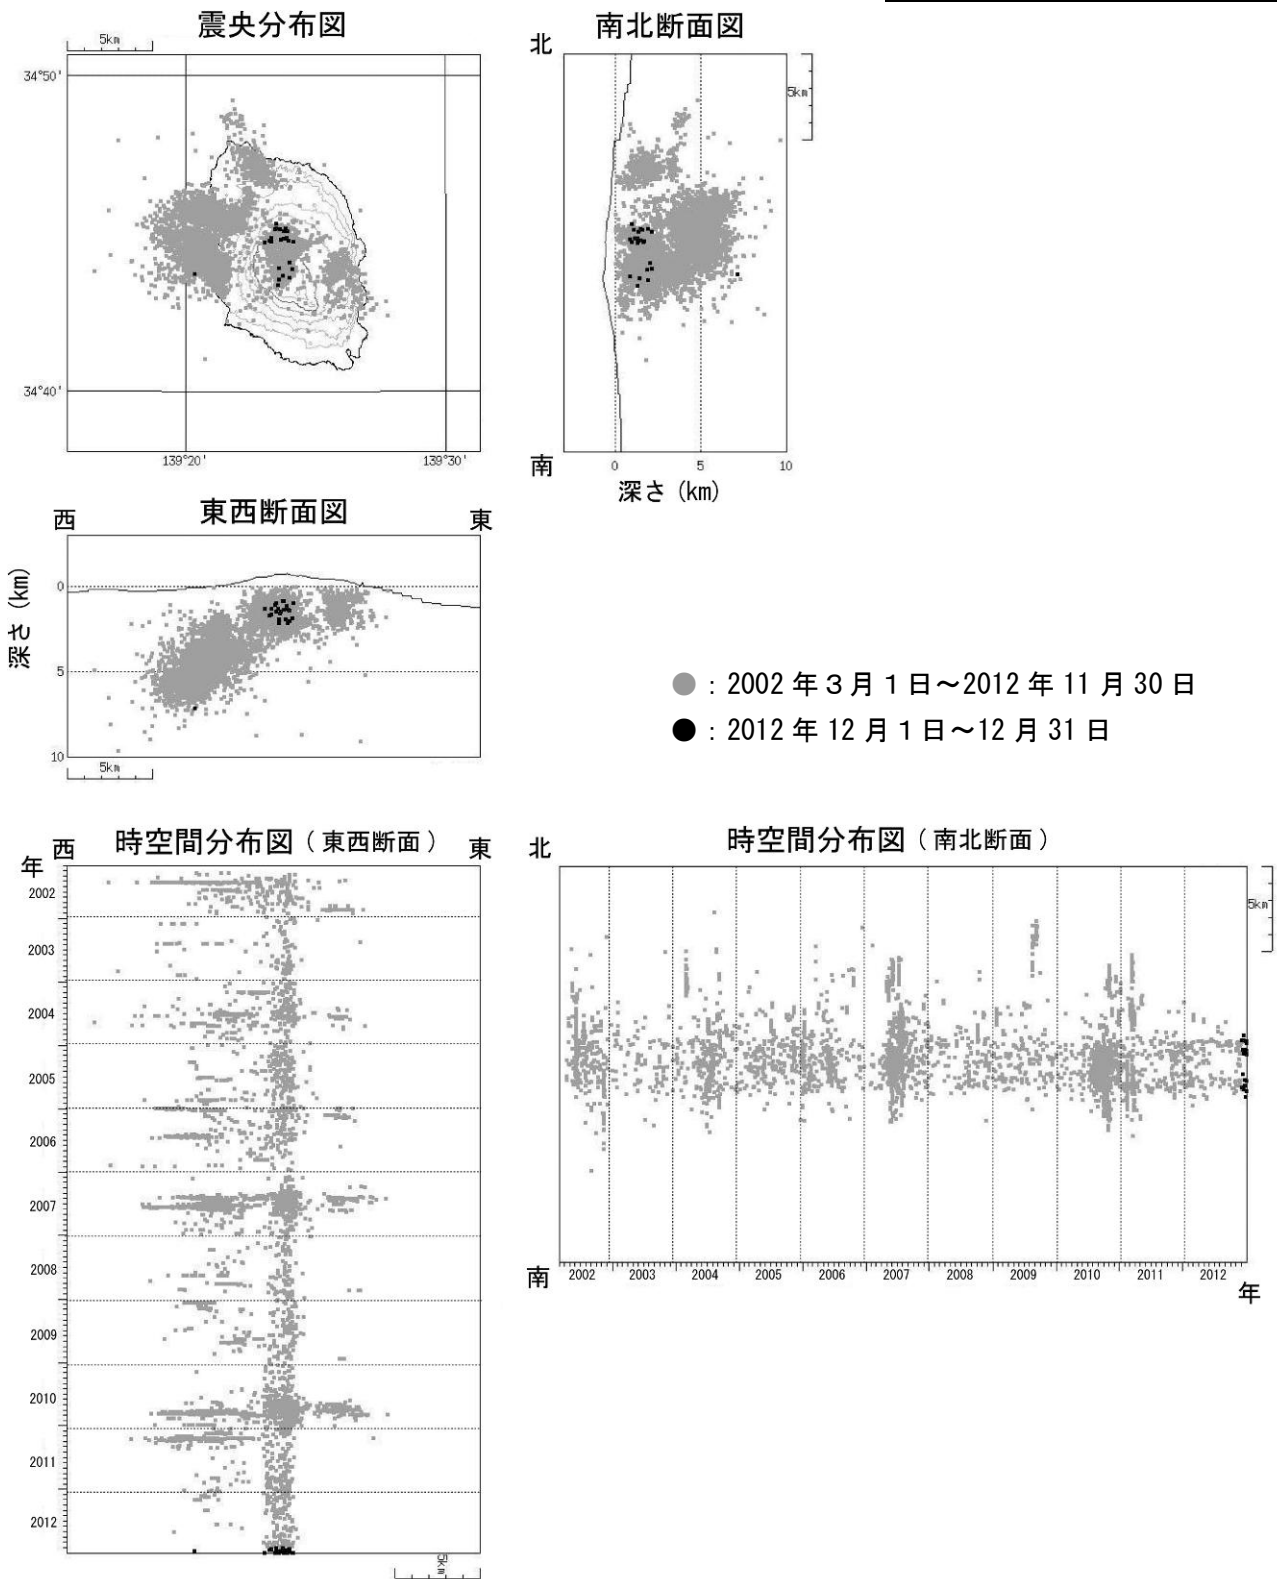 震央分布図
5km
34°50'
34°40'
139°20'
139°30'
南北断面図
北
5km
南
0 5 10
深さ (km)
東西断面図
西
東
深さ (km)
0
5
10
5km
● : 2002 年 3 月 1 日～2012 年 11 月 30 日
● : 2012 年 12 月 1 日～12 月 31 日
時空間分布図 ( 東西断面 )
西
東
年
2002
2003
2004
2005
2006
2007
2008
2009
2010
2011
2012
5km
時空間分布図 ( 南北断面 )
北
5km
南
2002 2003 2004 2005 2006 2007 2008 2009 2010 2011 2012
年